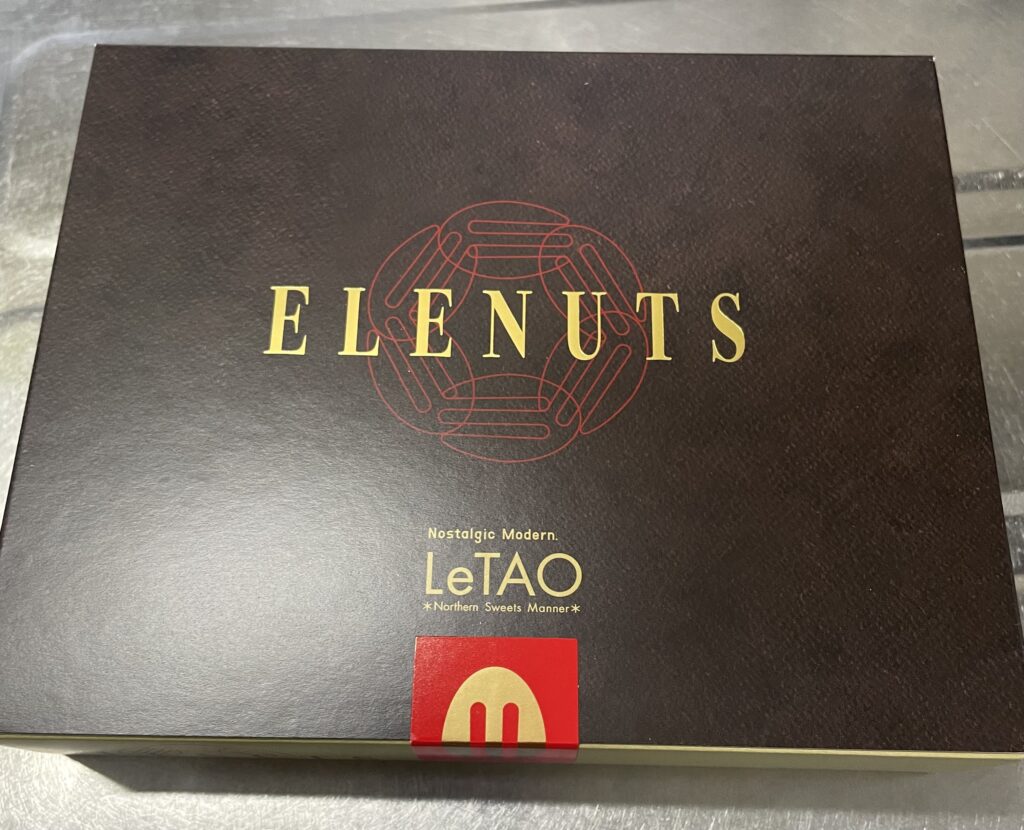 ELENUTS
Nostalgic Modern.
LeTAO
*Northern Sweets Manner*